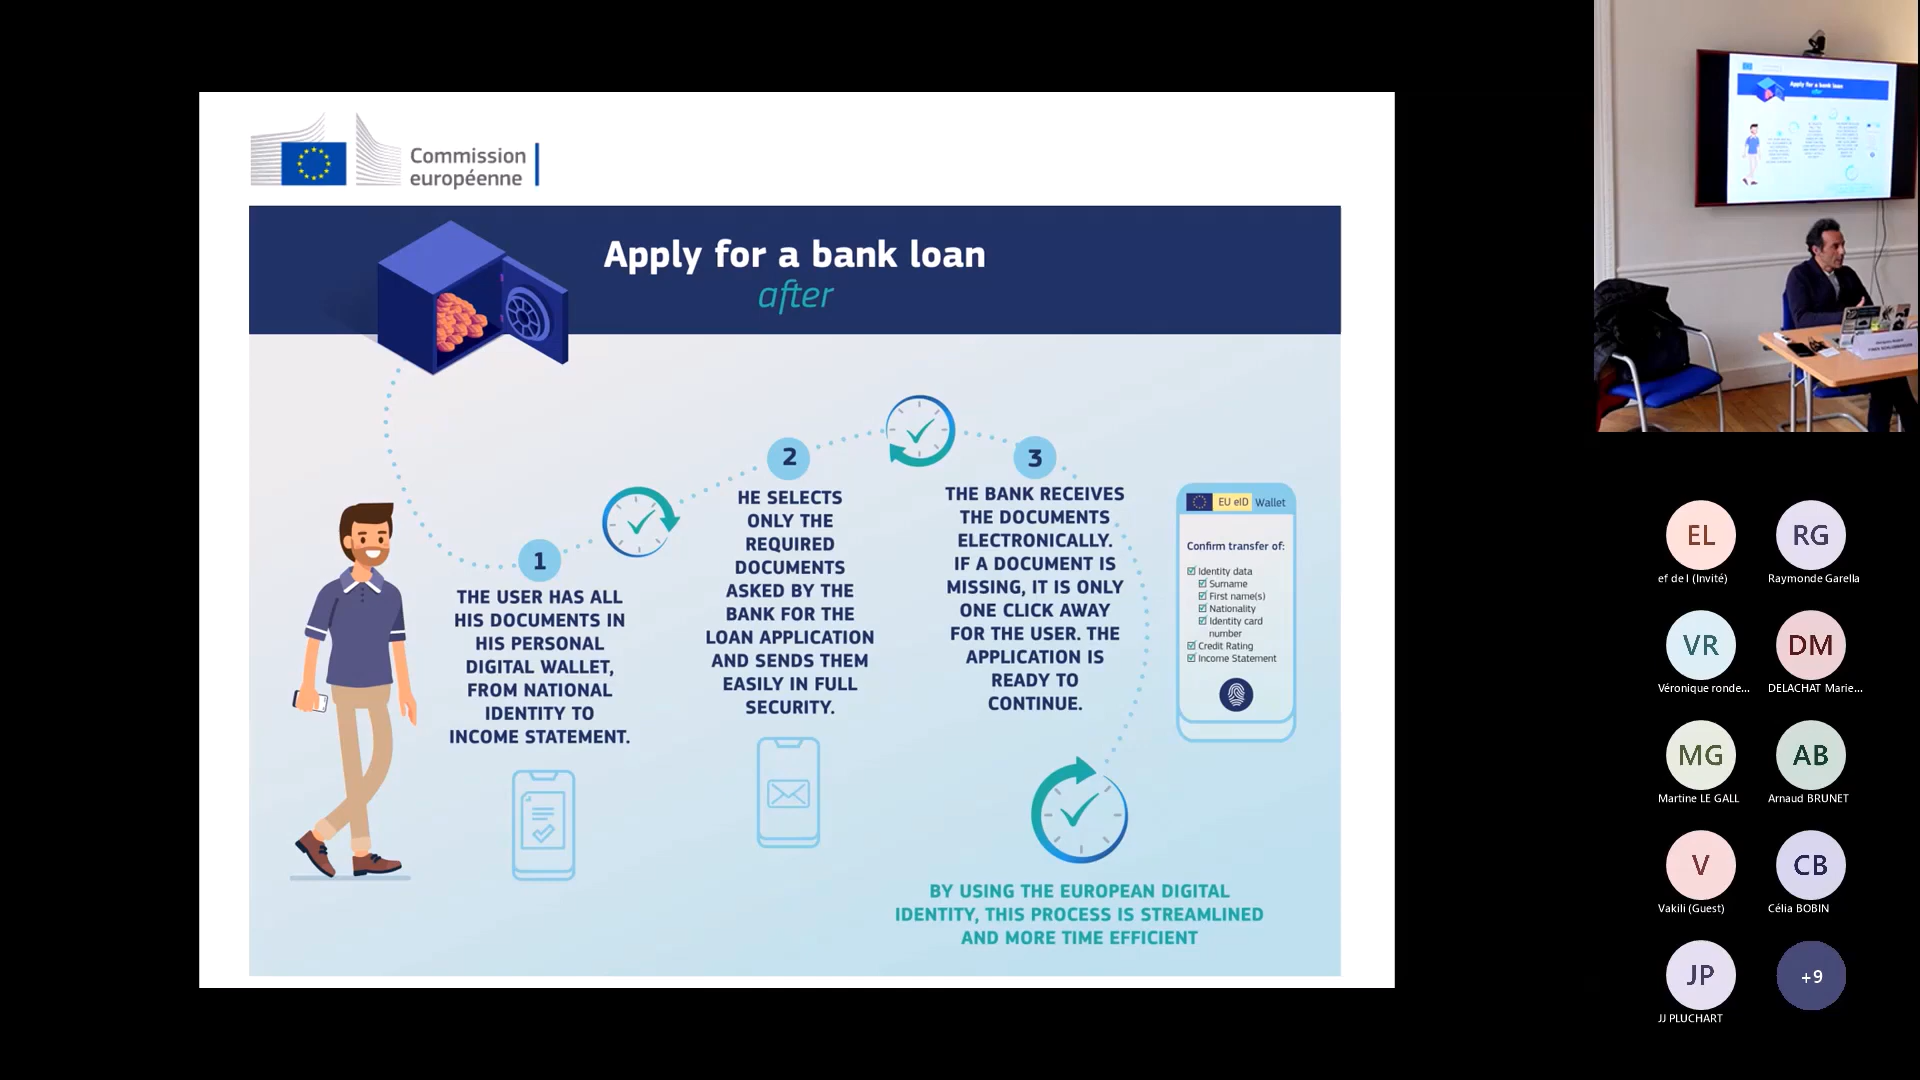 Commission
européenne
Apply for a bank loan
after
1
THE USER HAS ALL
HIS DOCUMENTS IN
HIS PERSONAL
DIGITAL WALLET,
FROM NATIONAL
IDENTITY TO
INCOME STATEMENT.
2
HE SELECTS
ONLY THE
REQUIRED
DOCUMENTS
ASKED BY THE
BANK FOR THE
LOAN APPLICATION
AND SENDS THEM
EASILY IN FULL
SECURITY.
3
THE BANK RECEIVES
THE DOCUMENTS
ELECTRONICALLY.
IF A DOCUMENT IS
MISSING, IT IS ONLY
ONE CLICK AWAY
FOR THE USER. THE
APPLICATION IS
READY TO
CONTINUE.
EU eID Wallet
Confirm transfer of:
Identity data
Surname
First name(s)
Nationality
Identity card
number
Credit Rating
Income Statement
BY USING THE EUROPEAN DIGITAL
IDENTITY, THIS PROCESS IS STREAMLINED
AND MORE TIME EFFICIENT
Apply for a bank loan
after
EL
ef de l (Invité)
RG
Raymonde Garella
VR
Véronique ronde...
DM
DELACHAT Marie...
MG
Martine LE GALL
AB
Arnaud BRUNET
V
Vakili (Guest)
CB
Célia BOBIN
JP
JJ PLUCHART
+9